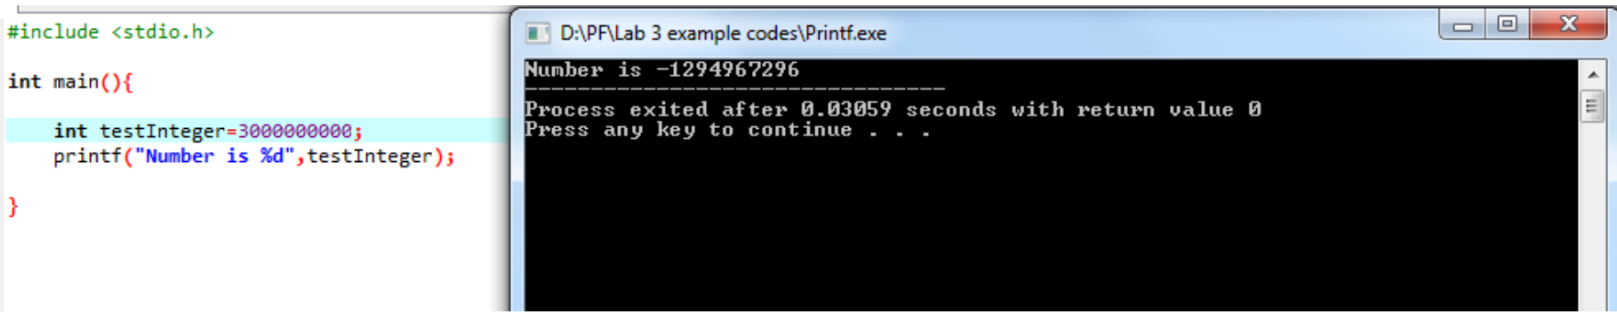 #include <stdio.h>
int main(){
int testInteger=3000000000;
printf("Number is %d",testInteger);
}
D:\PF\Lab 3 example codes\Printf.exe
Number is -1294967296
--------------------------------
Process exited after 0.03059 seconds with return value 0
Press any key to continue . . .